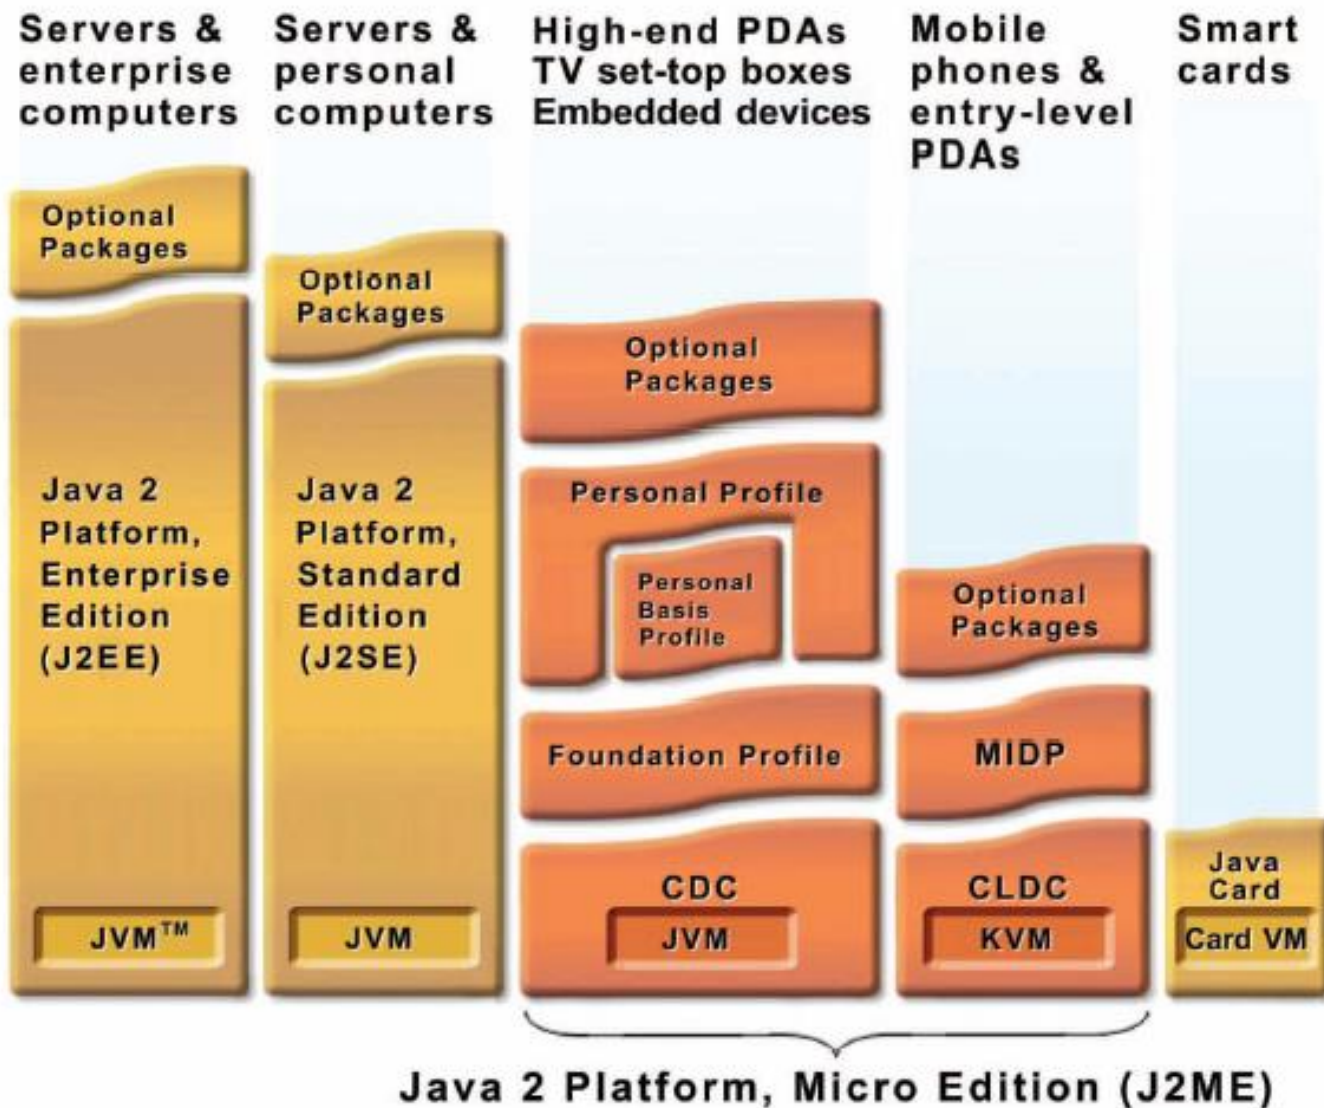 Servers &
enterprise
computers
Servers &
personal
computers
High-end PDAs
TV set-top boxes
Embedded devices
Mobile
phones &
entry-level
PDAs
Smart
cards
Optional
Packages
Java 2
Platform,
Enterprise
Edition
(J2EE)
JVM™
Optional
Packages
Java 2
Platform,
Standard
Edition
(J2SE)
JVM
Optional
Packages
Personal Profile
Personal
Basis
Profile
Foundation Profile
CDC
JVM
Optional
Packages
MIDP
CLDC
KVM
Java
Card
Card VM
Java 2 Platform, Micro Edition (J2ME)